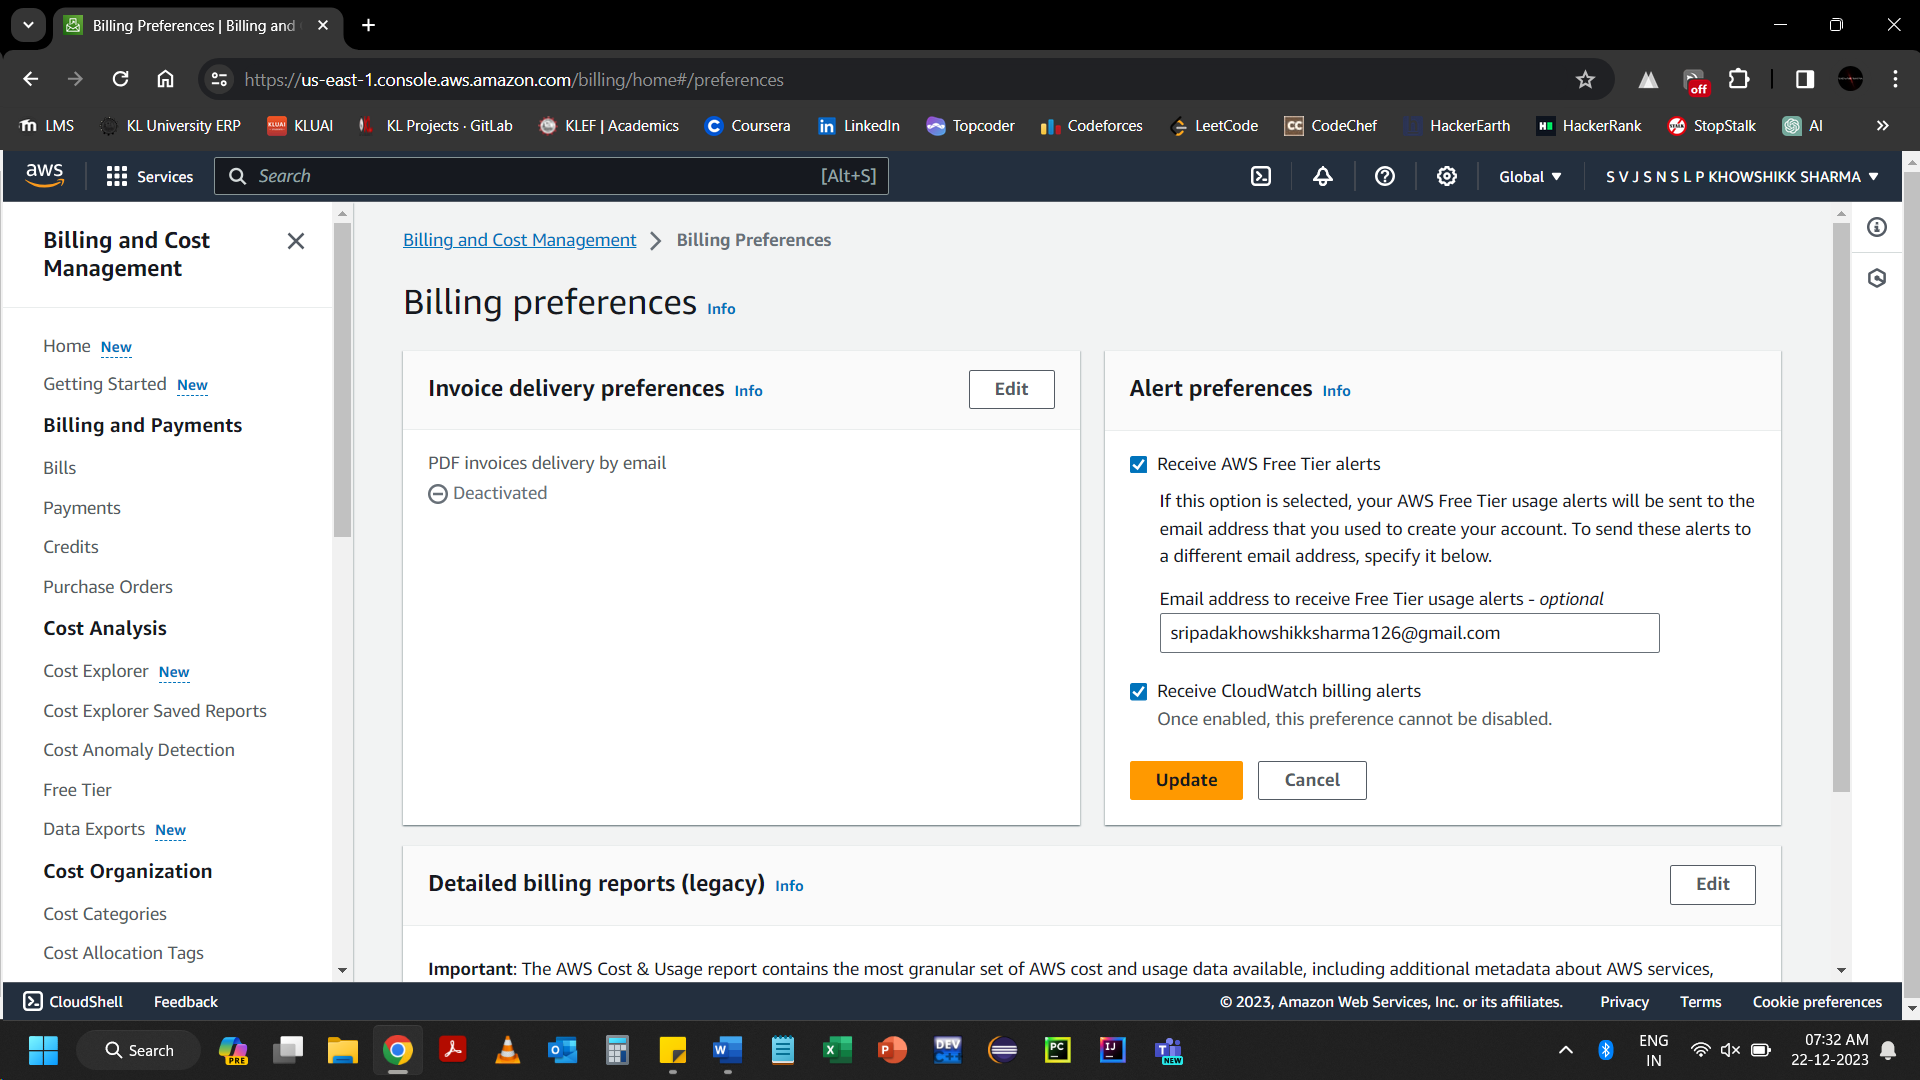 Billing Preferences | Billing and
https://us-east-1.console.aws.amazon.com/billing/home#/preferences
off
LMS
KL University ERP
KLUAI
KL Projects · GitLab
KLEF | Academics
Coursera
LinkedIn
Topcoder
Codeforces
LeetCode
CodeChef
HackerEarth
HackerRank
StopStalk
AI
aws
Services
Search
[Alt+S]
Global
S V J S N S L P KHOWSHIKK SHARMA
Billing and Cost
Management
Home New
Getting Started New
Billing and Payments
Bills
Payments
Credits
Purchase Orders
Cost Analysis
Cost Explorer New
Cost Explorer Saved Reports
Cost Anomaly Detection
Free Tier
Data Exports New
Cost Organization
Cost Categories
Cost Allocation Tags
Billing and Cost Management > Billing Preferences
Billing preferences Info
Invoice delivery preferences Info
Edit
PDF invoices delivery by email
Deactivated
Alert preferences Info
Receive AWS Free Tier alerts
If this option is selected, your AWS Free Tier usage alerts will be sent to the
email address that you used to create your account. To send these alerts to
a different email address, specify it below.
Email address to receive Free Tier usage alerts - optional
sripadakhowshikksharma126@gmail.com
Receive CloudWatch billing alerts
Once enabled, this preference cannot be disabled.
Update
Cancel
Detailed billing reports (legacy) Info
Edit
Important: The AWS Cost & Usage report contains the most granular set of AWS cost and usage data available, including additional metadata about AWS services,
CloudShell
Feedback
© 2023, Amazon Web Services, Inc. or its affiliates.
Privacy
Terms
Cookie preferences
Search
PRE
DEV
C++
PC
IJ
NEW
ENG
IN
07:32 AM
22-12-2023